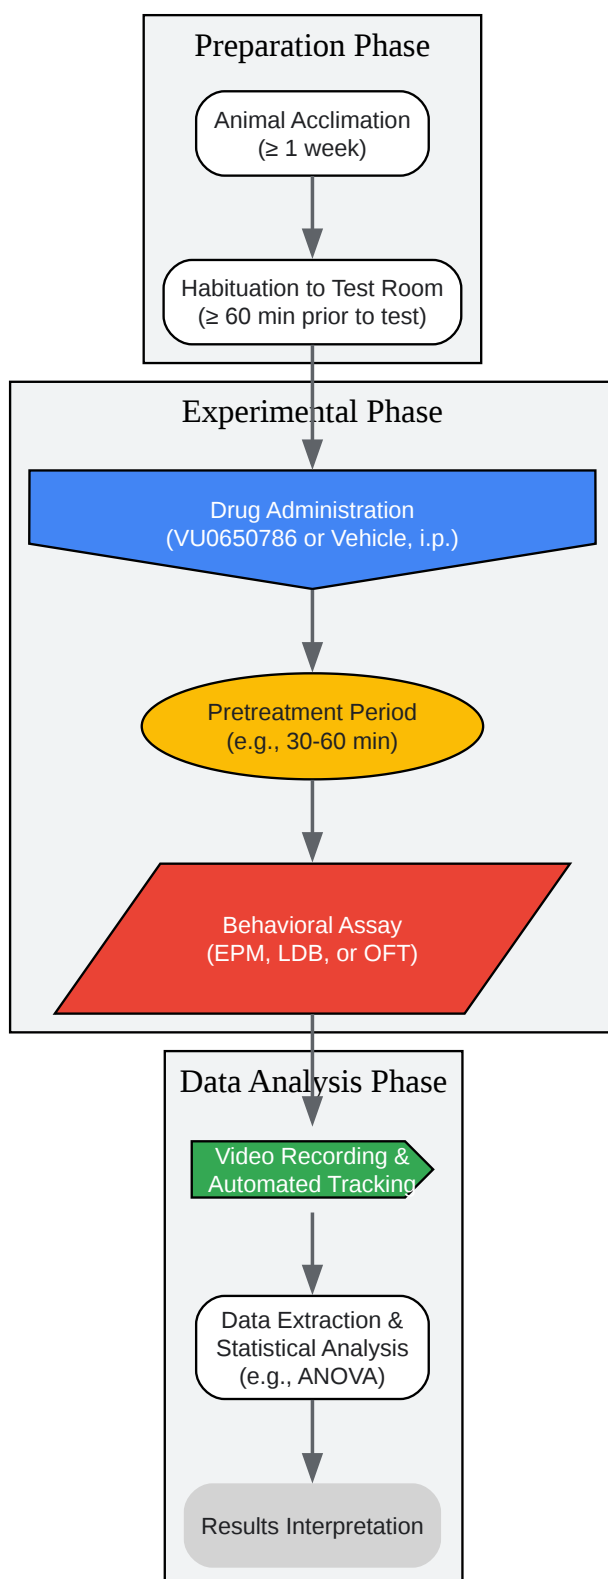 Preparation Phase
Animal Acclimation
(≥ 1 week)
Habituation to Test Room
(≥ 60 min prior to test)
Experimental Phase
Drug Administration
(VU0650786 or Vehicle, i.p.)
Pretreatment Period
(e.g., 30-60 min)
Behavioral Assay
(EPM, LDB, or OFT)
Data Analysis Phase
Video Recording &
Automated Tracking
Data Extraction &
Statistical Analysis
(e.g., ANOVA)
Results Interpretation